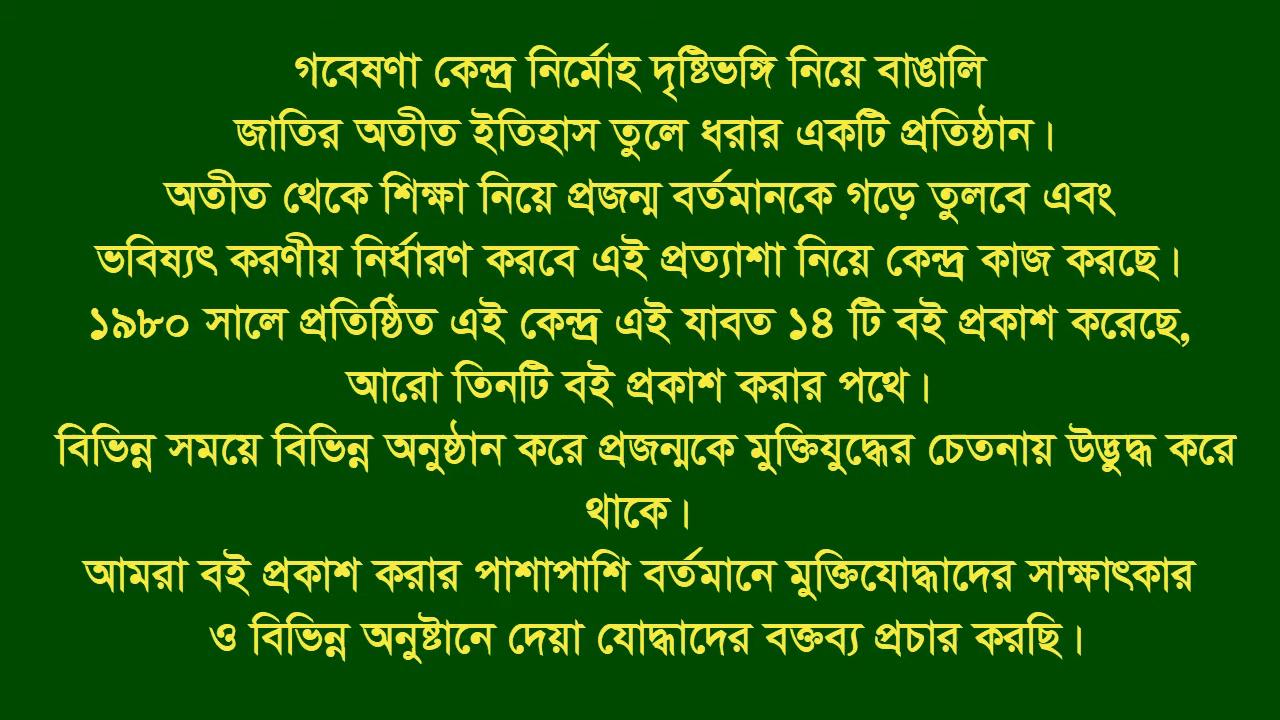 গবেষণা কেন্দ্র নির্মোহ দৃষ্টিভঙ্গি নিয়ে বাঙালি
জাতির অতীত ইতিহাস তুলে ধরার একটি প্রতিষ্ঠান।
অতীত থেকে শিক্ষা নিয়ে প্রজন্ম বর্তমানকে গড়ে তুলবে এবং
ভবিষ্যৎ করণীয় নির্ধারণ করবে এই প্রত্যাশা নিয়ে কেন্দ্র কাজ করছে।
১৯৮০ সালে প্রতিষ্ঠিত এই কেন্দ্র এই যাবত ১৪ টি বই প্রকাশ করেছে,
আরো তিনটি বই প্রকাশ করার পথে।
বিভিন্ন সময়ে বিভিন্ন অনুষ্ঠান করে প্রজন্মকে মুক্তিযুদ্ধের চেতনায় উদ্ভুদ্ধ করে
থাকে।
আমরা বই প্রকাশ করার পাশাপাশি বর্তমানে মুক্তিযোদ্ধাদের সাক্ষাৎকার
ও বিভিন্ন অনুষ্টানে দেয়া যোদ্ধাদের বক্তব্য প্রচার করছি।